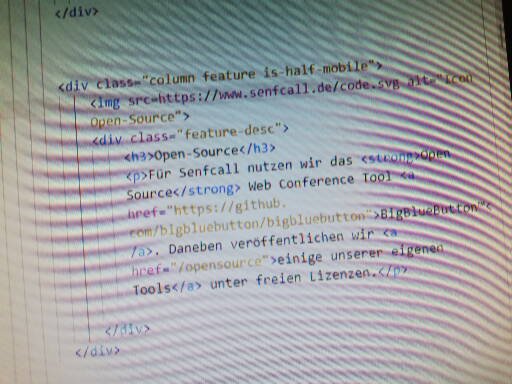 </div>
<div class="column feature is-half-mobile">
<img src=https://www.senfcall.de/code.svg alt="icon
Open-Source">
<div class="feature-desc">
<h3>Open-Source</h3>
<p>Für Senfcall nutzen wir das <strong>Open
Source</strong> Web Conference Tool <a
href="https://github.
com/bigbluebutton/bigbluebutton">BigBlueButton"<
/a>. Daneben veröffentlichen wir <a
href="/opensource">einige unserer eigenen
Tools</a> unter freien Lizenzen.</p>
</div>
</div>